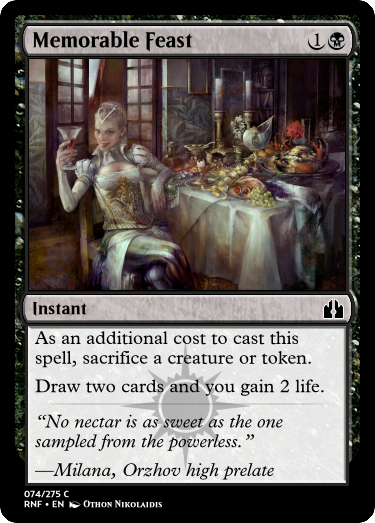 Memorable Feast 1
Instant
As an additional cost to cast this
spell, sacrifice a creature or token.
Draw two cards and you gain 2 life.
“No nectar is as sweet as the one
sampled from the powerless.”
—Milana, Orzhov high prelate
074/275 C
RNF • EN Othon Nikolaidis